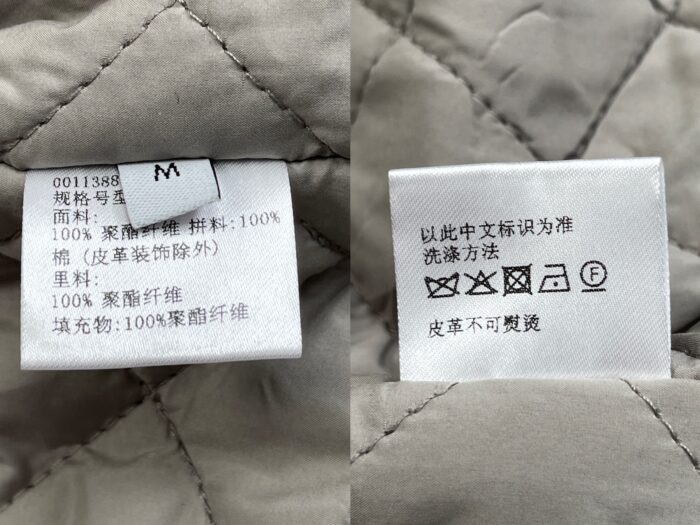 M
0011388
规格号型
面料:
100% 聚酯纤维 拼料:100%
棉（皮革装饰除外）
里料:
100% 聚酯纤维
填充物:100%聚酯纤维
以此中文标识为准
洗涤方法
F
皮革不可熨烫